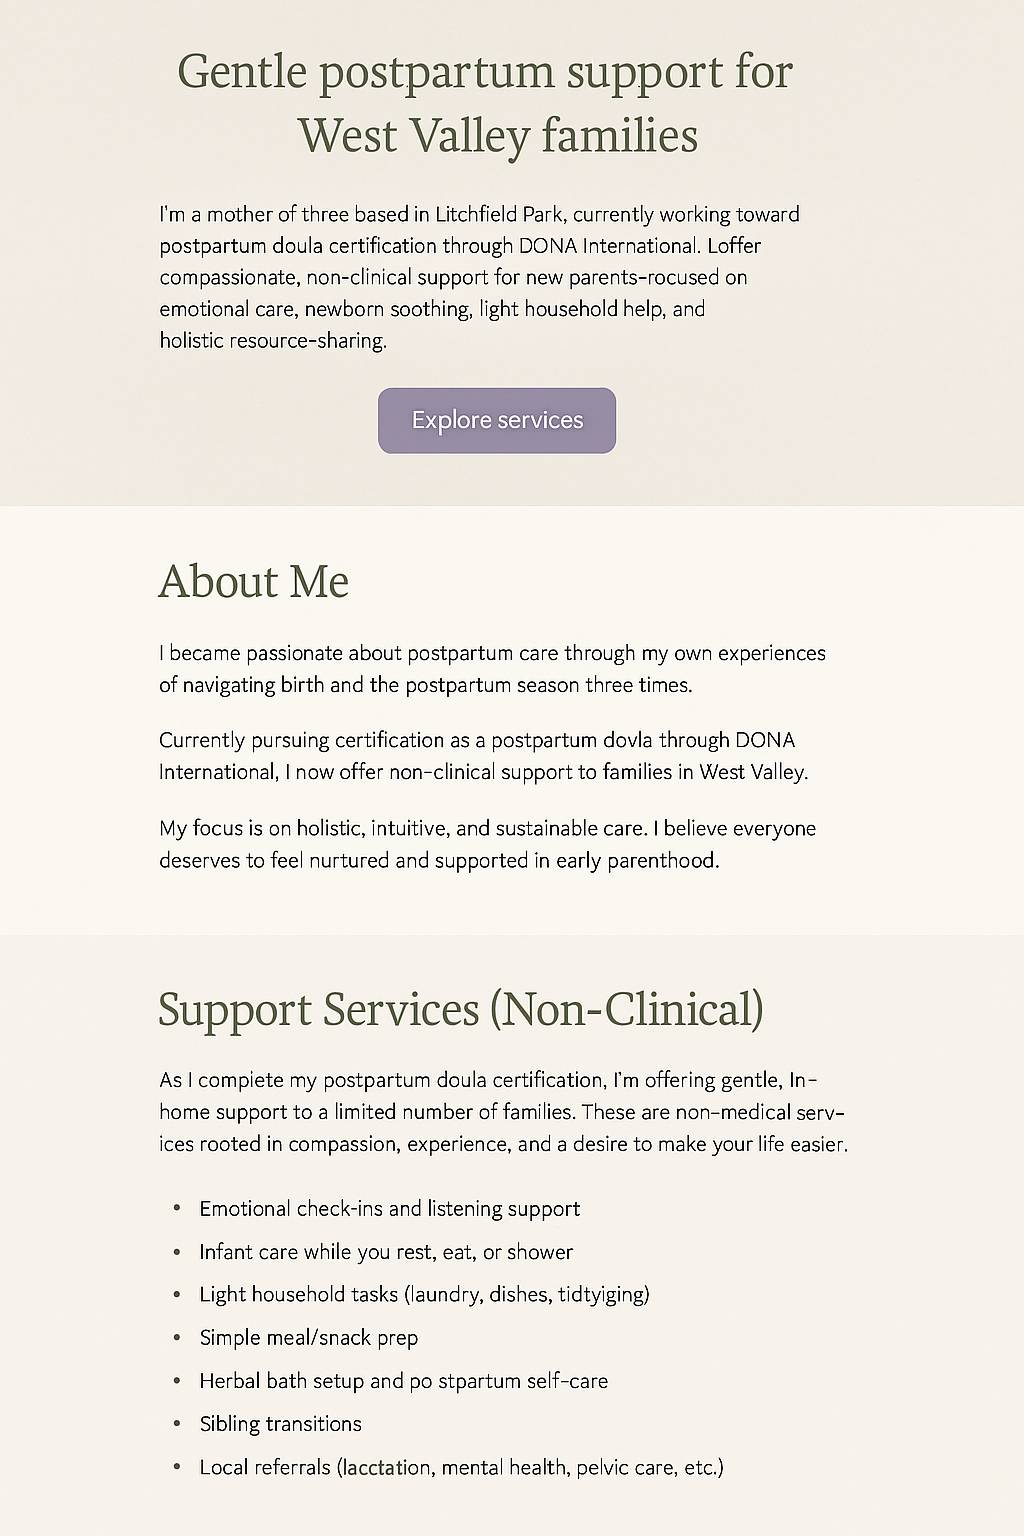 Gentle postpartum support for
West Valley families
I'm a mother of three based in Litchfield Park, currently working toward
postpartum doula certification through DONA International. Loffer
compassionate, non-clinical support for new parents-rocused on
emotional care, newborn soothing, light household help, and
holistic resource-sharing.
Explore services
About Me
I became passionate about postpartum care through my own experiences
of navigating birth and the postpartum season three times.
Currently pursuing certification as a postpartum dovla through DONA
International, I now offer non-clinical support to families in West Valley.
My focus is on holistic, intuitive, and sustainable care. I believe everyone
deserves to feel nurtured and supported in early parenthood.
Support Services (Non-Clinical)
As I compiete my postpartum doula certification, I'm offering gentle, In-
home support to a limited number of families. These are non-medical serv-
ices rooted in compassion, experience, and a desire to make your life easier.
• Emotional check-ins and listening support
• Infant care while you rest, eat, or shower
• Light household tasks (laundry, dishes, tidtyiging)
• Simple meal/snack prep
• Herbal bath setup and po stpartum self-care
• Sibling transitions
• Local referrals (lacctation, mental health, pelvic care, etc.)